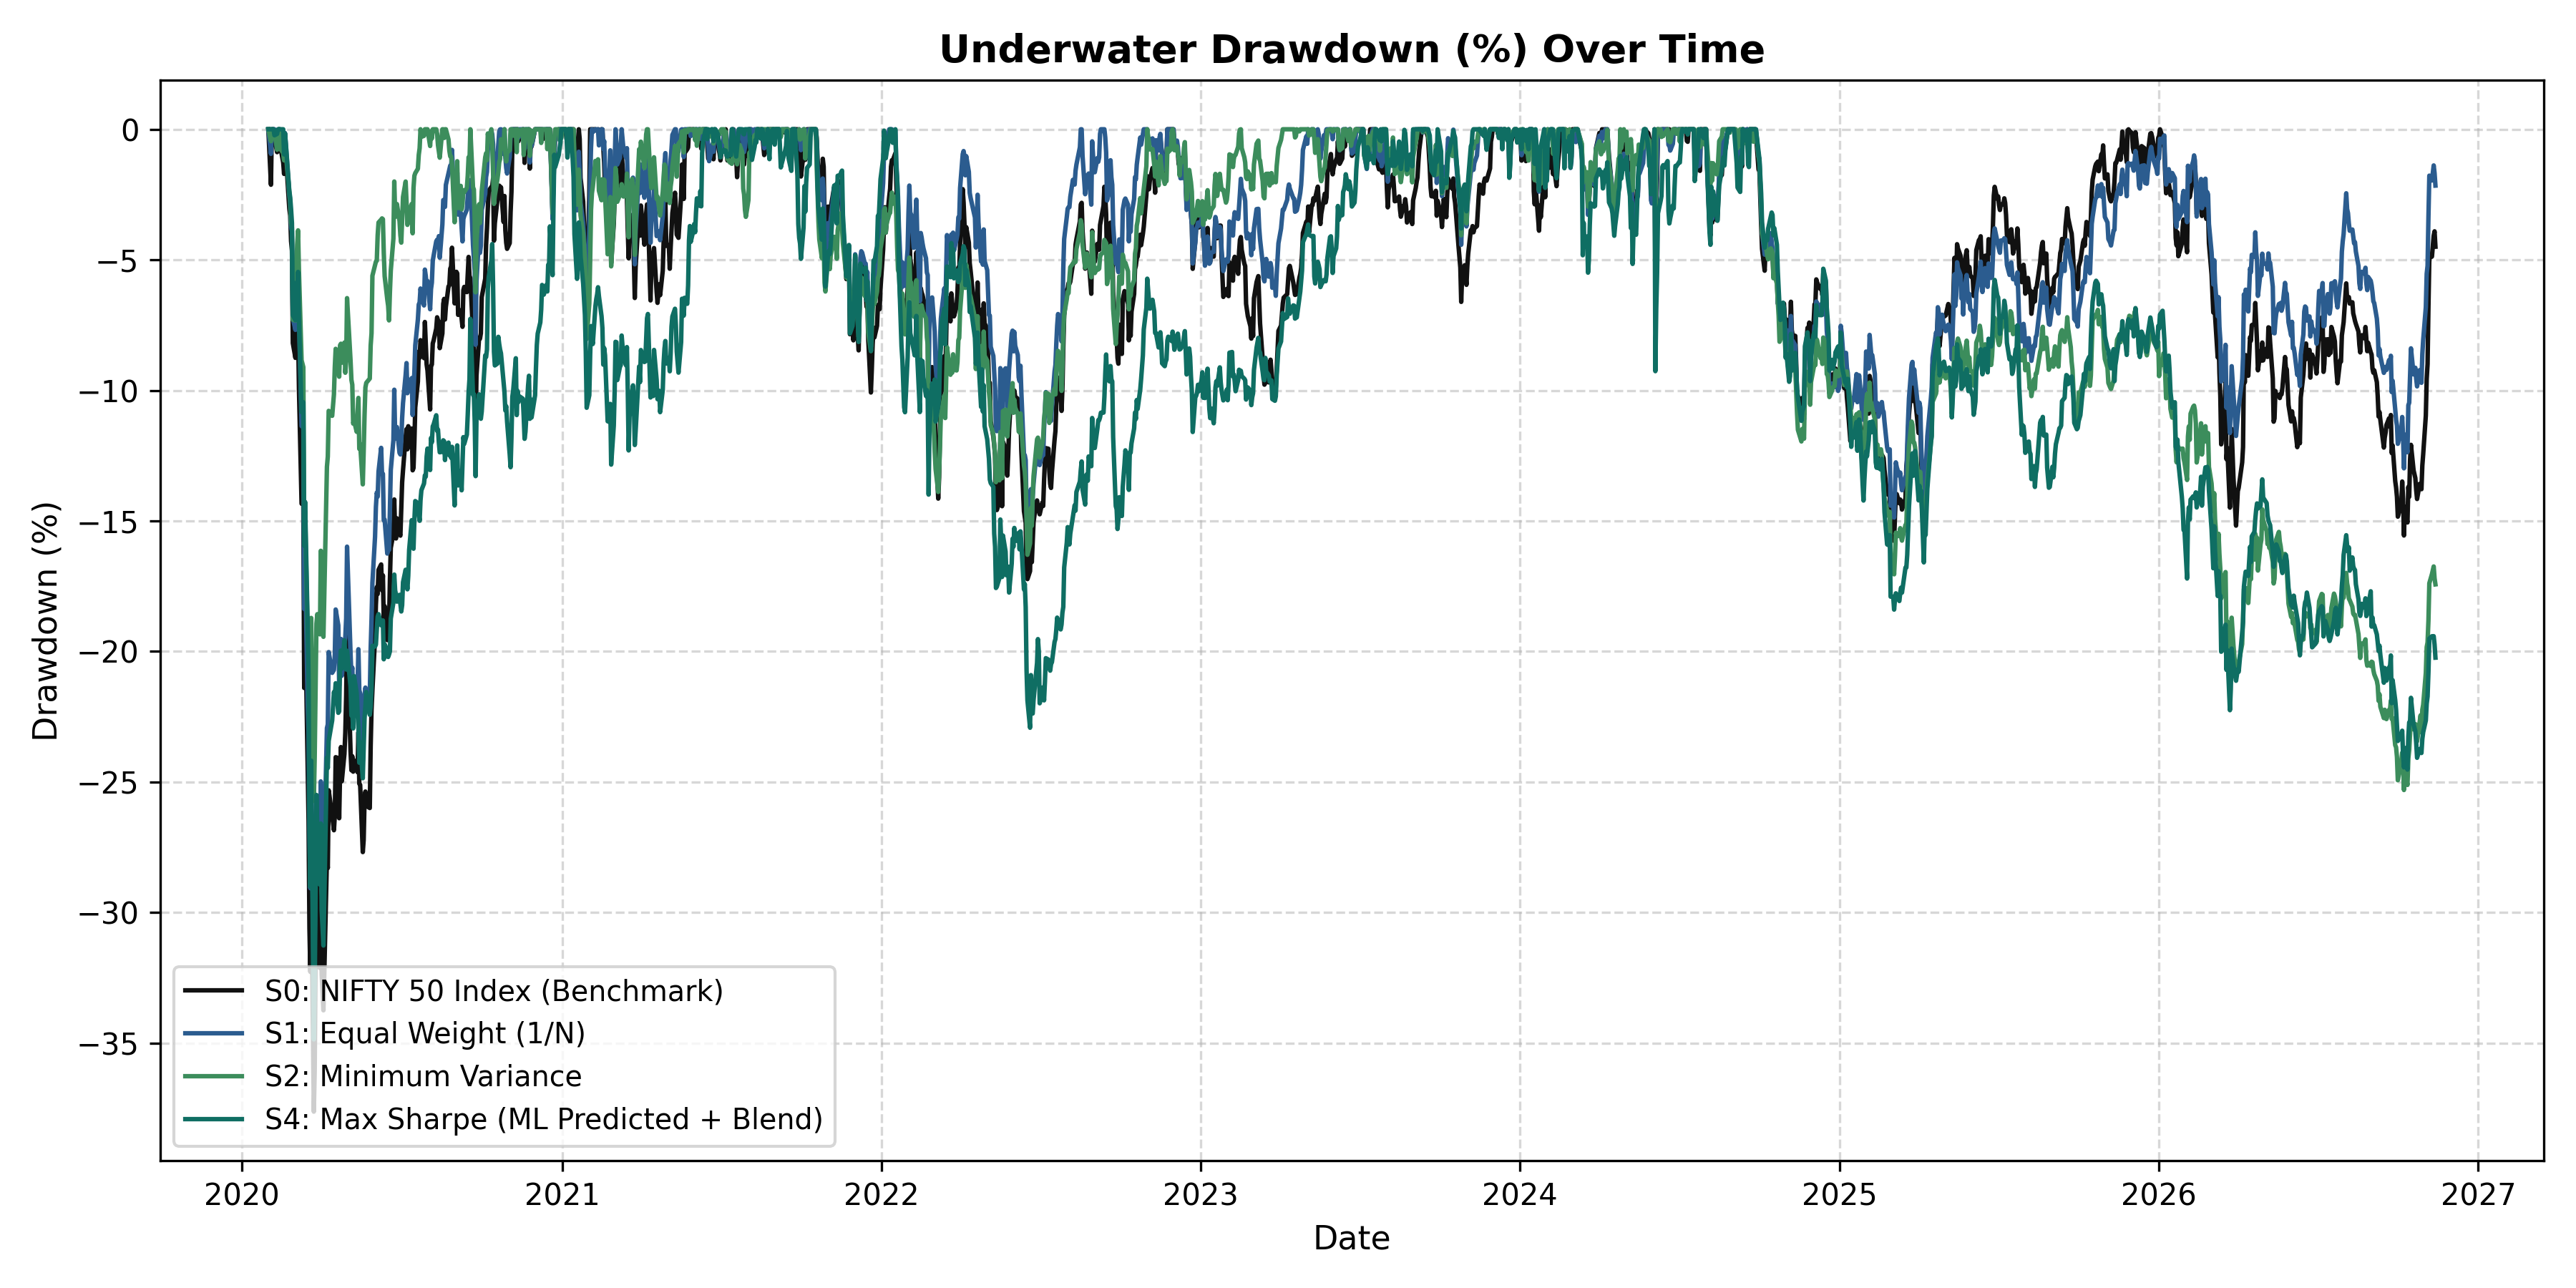 Underwater Drawdown (%) Over Time
Drawdown (%)
0
−5
−10
−15
−20
−25
−30
−35
S0: NIFTY 50 Index (Benchmark)
S1: Equal Weight (1/N)
S2: Minimum Variance
S4: Max Sharpe (ML Predicted + Blend)
2020 2021 2022 2023 2024 2025 2026 2027
Date